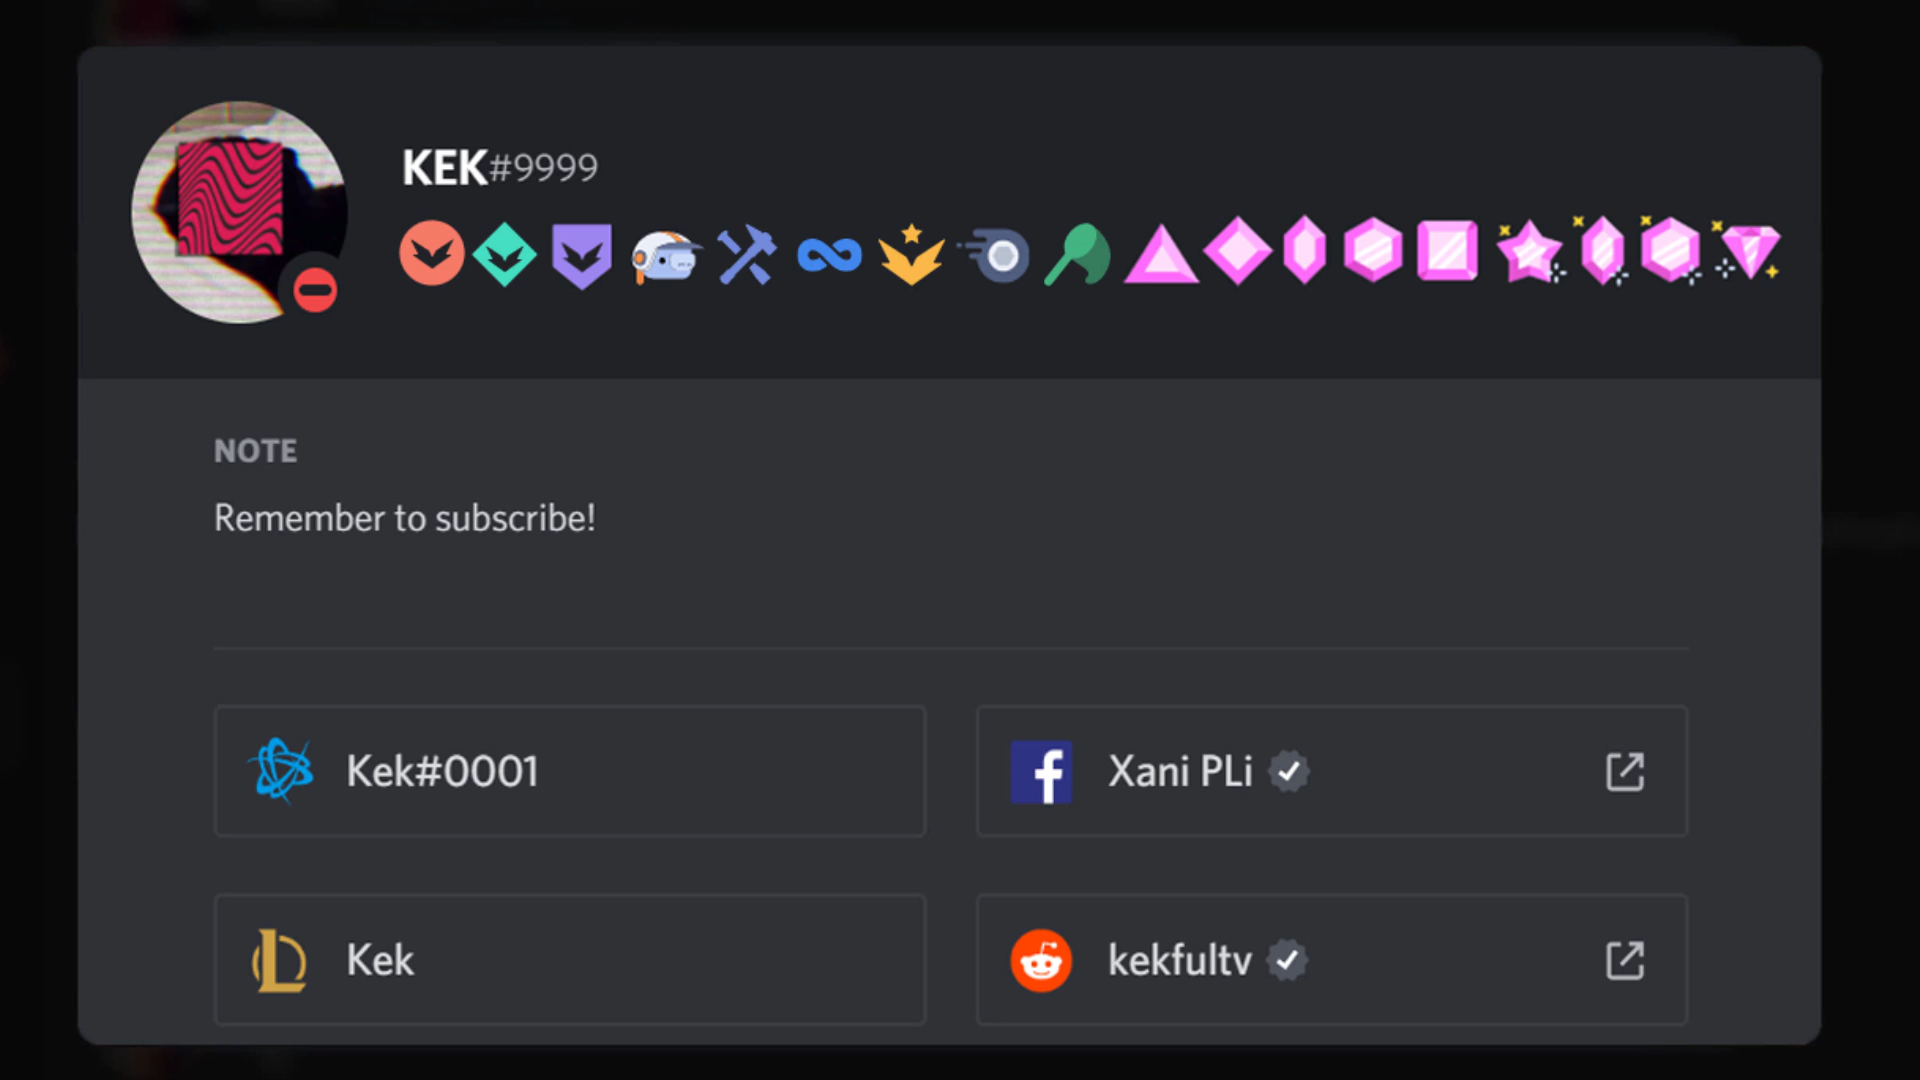 KEK#9999
NOTE
Remember to subscribe!
Kek#0001
Xani PLi
Kek
kekfultv